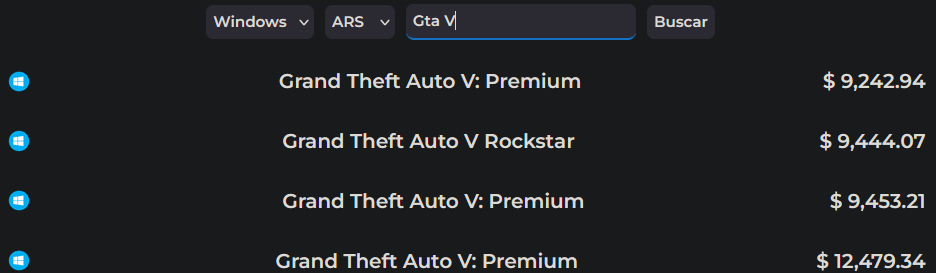 Windows ARS Gta V Buscar
Grand Theft Auto V: Premium $ 9,242.94
Grand Theft Auto V Rockstar $ 9,444.07
Grand Theft Auto V: Premium $ 9,453.21
Grand Theft Auto V: Premium $ 12,479.34